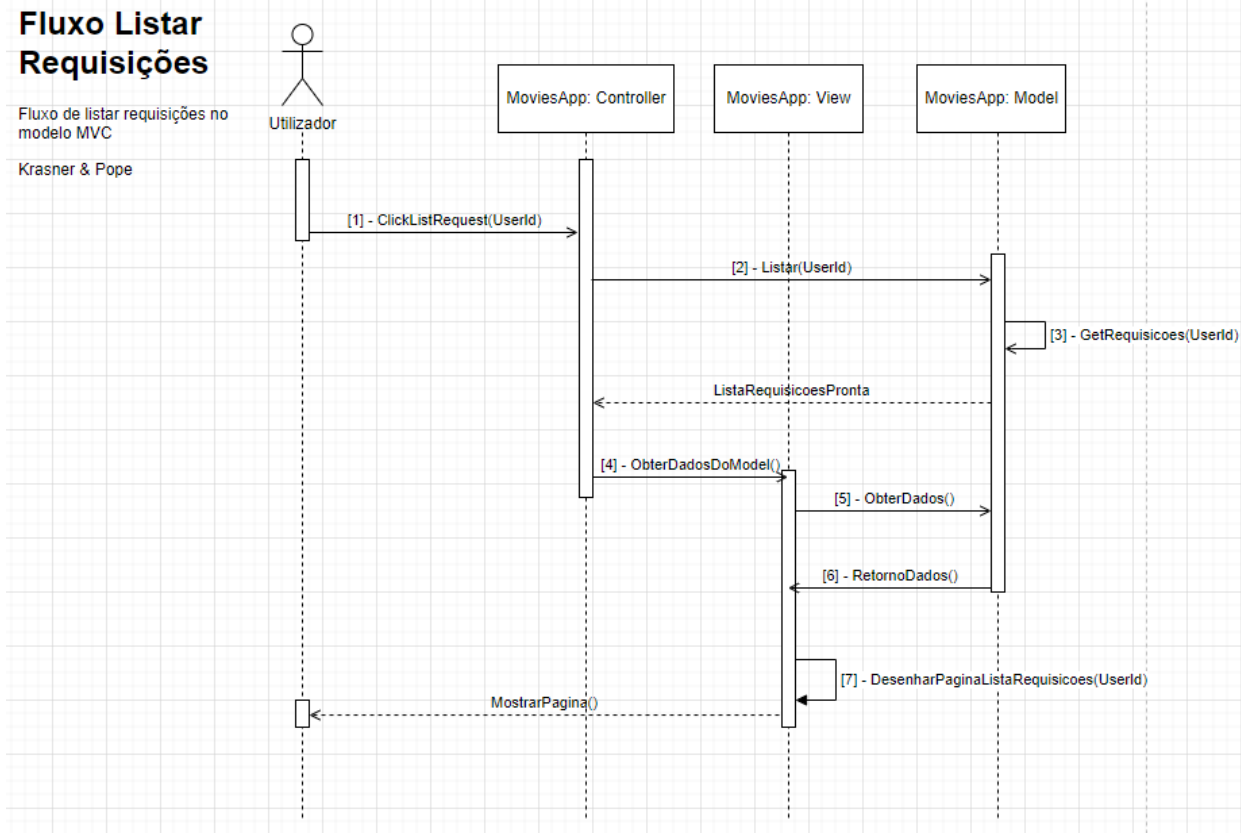 Fluxo Listar
Requisições
Fluxo de listar requisições no
modelo MVC
Krasner & Pope
Utilizador
MoviesApp: Controller
MoviesApp: View
MoviesApp: Model
[1] - ClickListRequest(UserId)
[2] - Listar(UserId)
[3] - GetRequisicoes(UserId)
ListaRequisicoesPronta
[4] - ObterDadosDoModel()
[5] - ObterDados()
[6] - RetornoDados()
[7] - DesenharPaginaListaRequisicoes(UserId)
MostrarPagina()